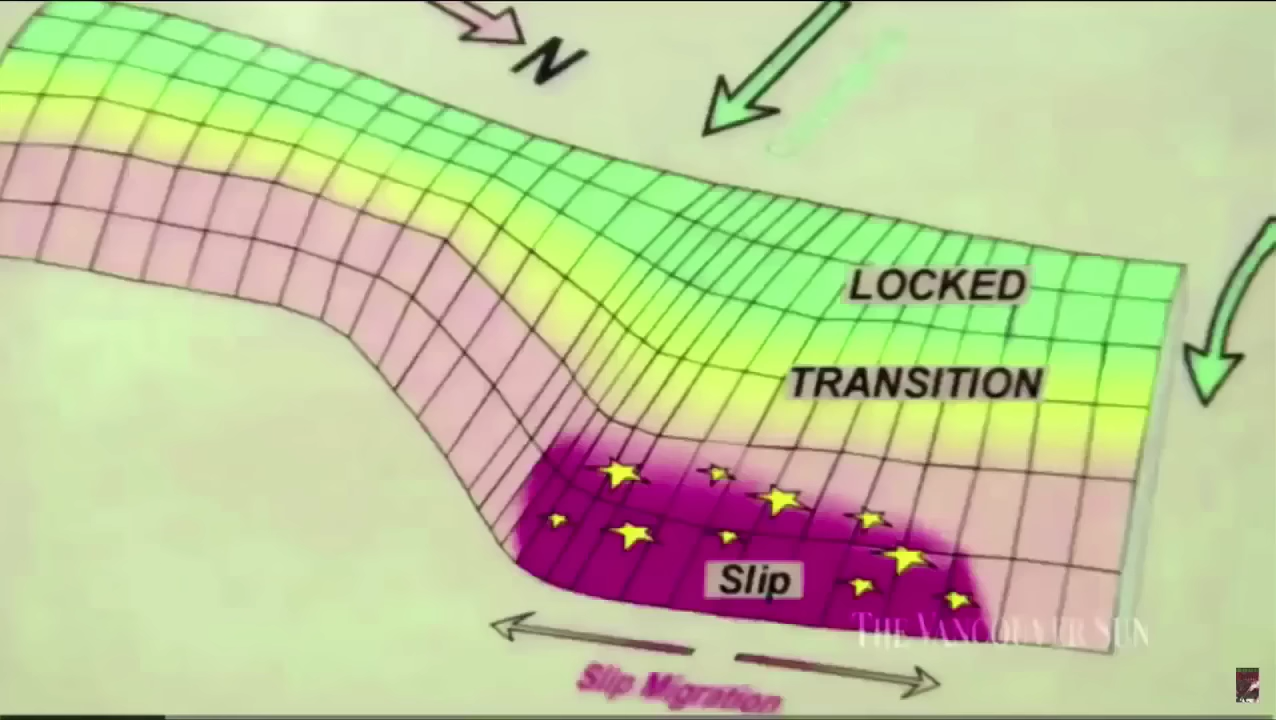 N
LOCKED
TRANSITION
Slip
THE VANCOUVER SUN
Slip Migration